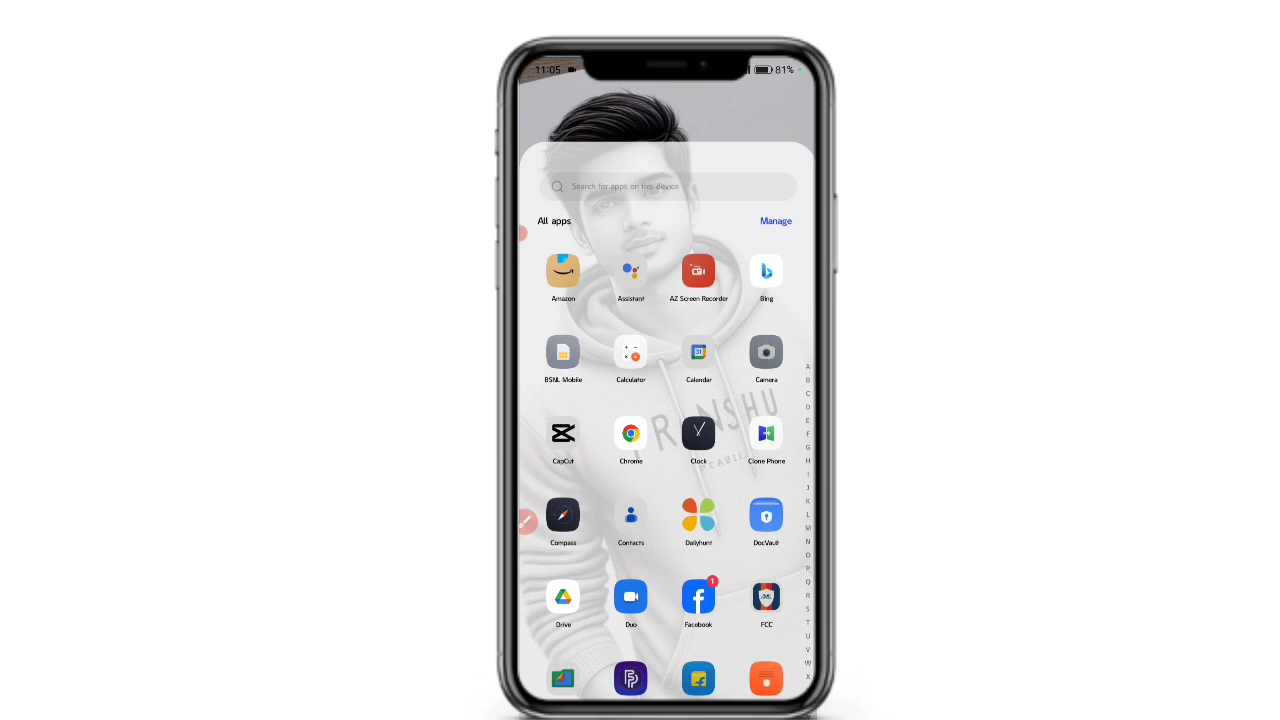 11:05 81%
Search for apps on this device
All apps Manage
Amazon Assistant AZ Screen Recorder Bing
A
B
BSNL Mobile Calculator Calendar Camera
C
D
E
F
G
CapCut Chrome Clock Clone Phone
H
I
J
K
L
M
Compass Contacts Dailyhunt DocVault
N
O
P
Q
R
S
T
Drive Duo Facebook 1 FCC
U
V
W
X